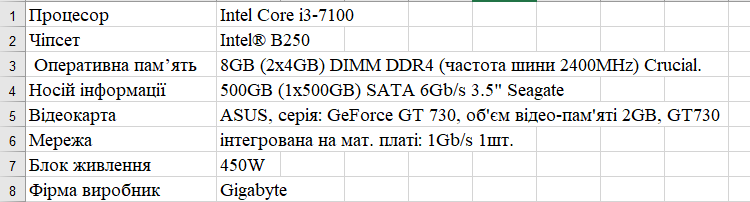 1 Процесор Intel Core i3-7100
2 Чіпсет Intel® B250
3 Оперативна пам’ять 8GB (2x4GB) DIMM DDR4 (частота шини 2400MHz) Crucial.
4 Носій інформації 500GB (1x500GB) SATA 6Gb/s 3.5" Seagate
5 Відеокарта ASUS, серія: GeForce GT 730, об'єм відео-пам'яті 2GB, GT730
6 Мережа інтегрована на мат. платі: 1Gb/s 1шт.
7 Блок живлення 450W
8 Фірма виробник Gigabyte